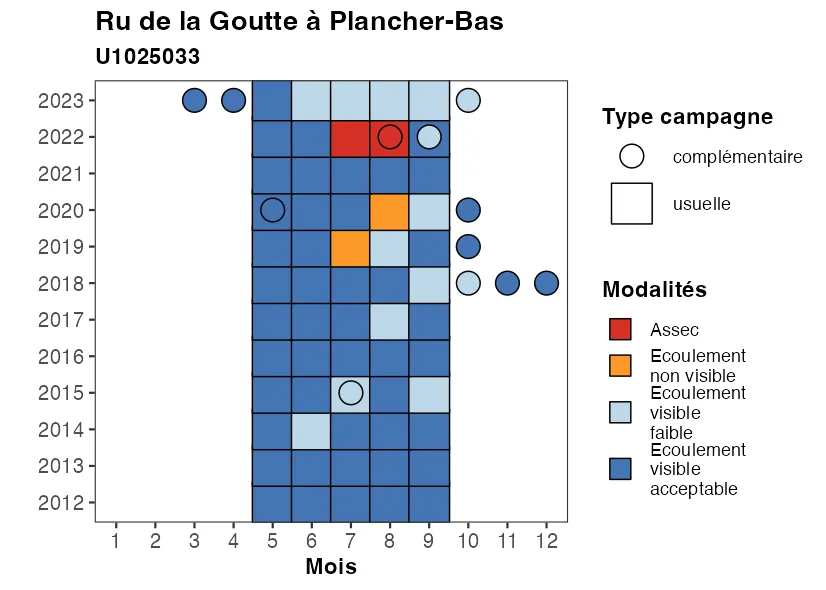 Ru de la Goutte à Plancher-Bas
U1025033
2023
2022
2021
2020
2019
2018
2017
2016
2015
2014
2013
2012
1 2 3 4 5 6 7 8 9 10 11 12
Mois
Type campagne
complémentaire
usuelle
Modalités
Assec
Ecoulement
non visible
Ecoulement
visible
faible
Ecoulement
visible
acceptable